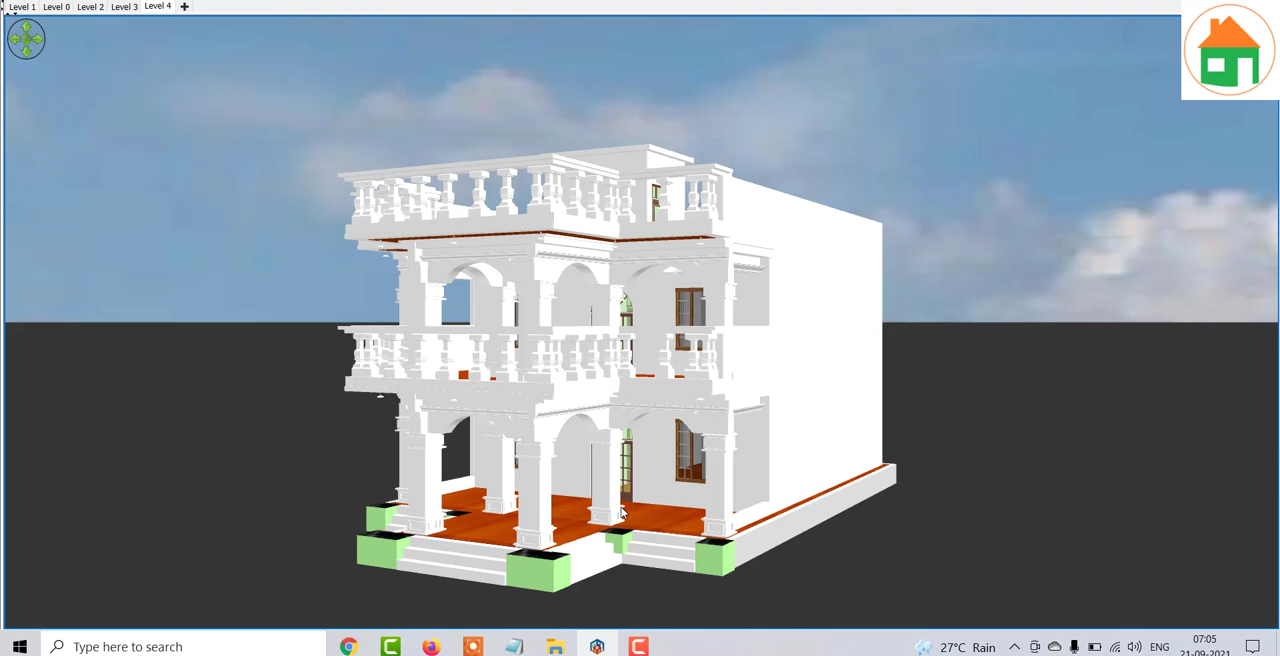 Level 1 Level 0 Level 2 Level 3 Level 4
Type here to search
27°C Rain
ENG
07:05
21-09-2021